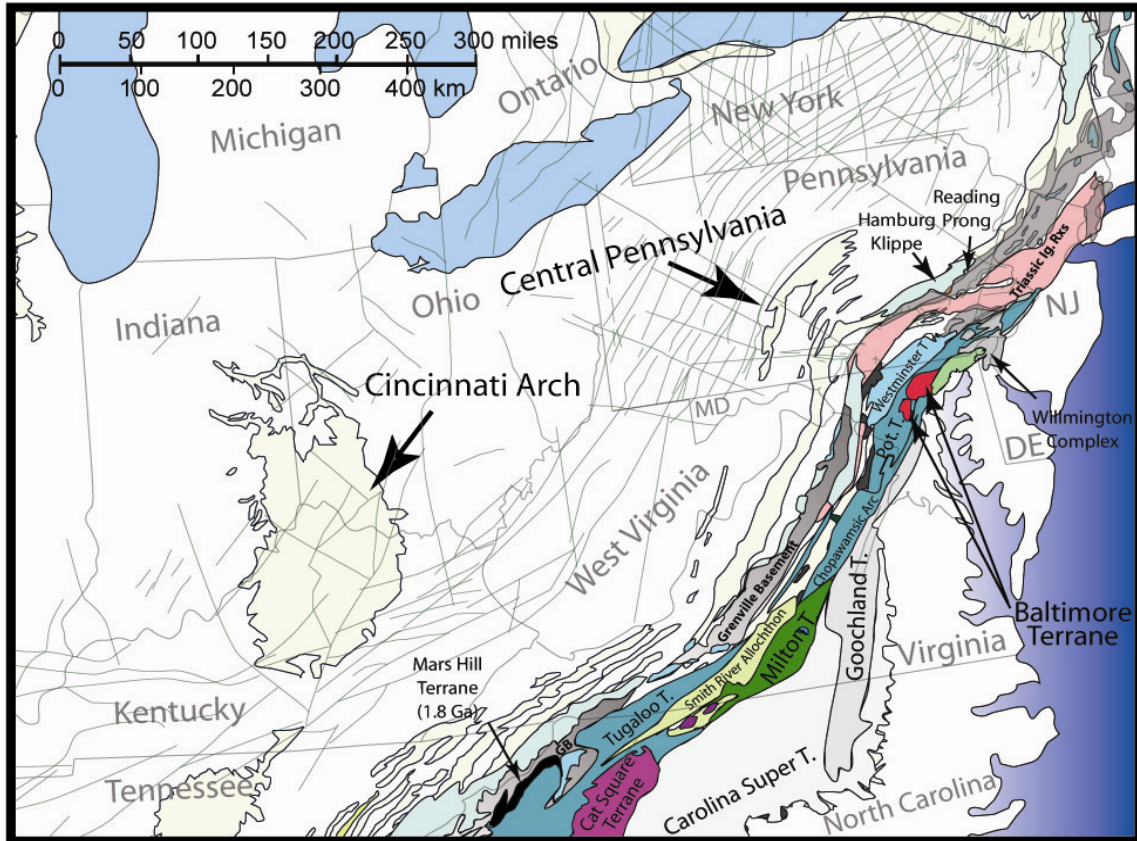 0 50 100 150 200 250 300 miles
0 100 200 300 400 km
Ontario
Michigan
New York
Pennsylvania
Reading
Prong
Hamburg
Klippe
Central Pennsylvania
Triassic Ig. Rxs
Ohio
Indiana
NJ
Cincinnati Arch
Westminster T.
MD
Willmington
Complex
DE
Pot. T.
West Virginia
Chopawamsic Arc
Grenville Basement
Goochland T.
Baltimore
Terrane
Virginia
Milton T.
Smith River Allochthon
Mars Hill
Terrane
(1.8 Ga)
Kentucky
Tugaloo T.
GB
Tennessee
Cat Square
Terrane
Carolina Super T.
North Carolina